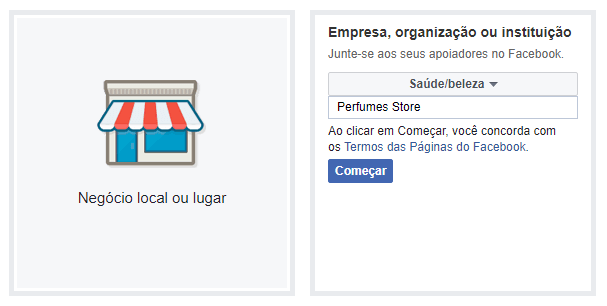 Negócio local ou lugar
Empresa, organização ou instituição
Junte-se aos seus apoiadores no Facebook.
Saúde/beleza
Perfumes Store
Ao clicar em Começar, você concorda com
os Termos das Páginas do Facebook.
Começar